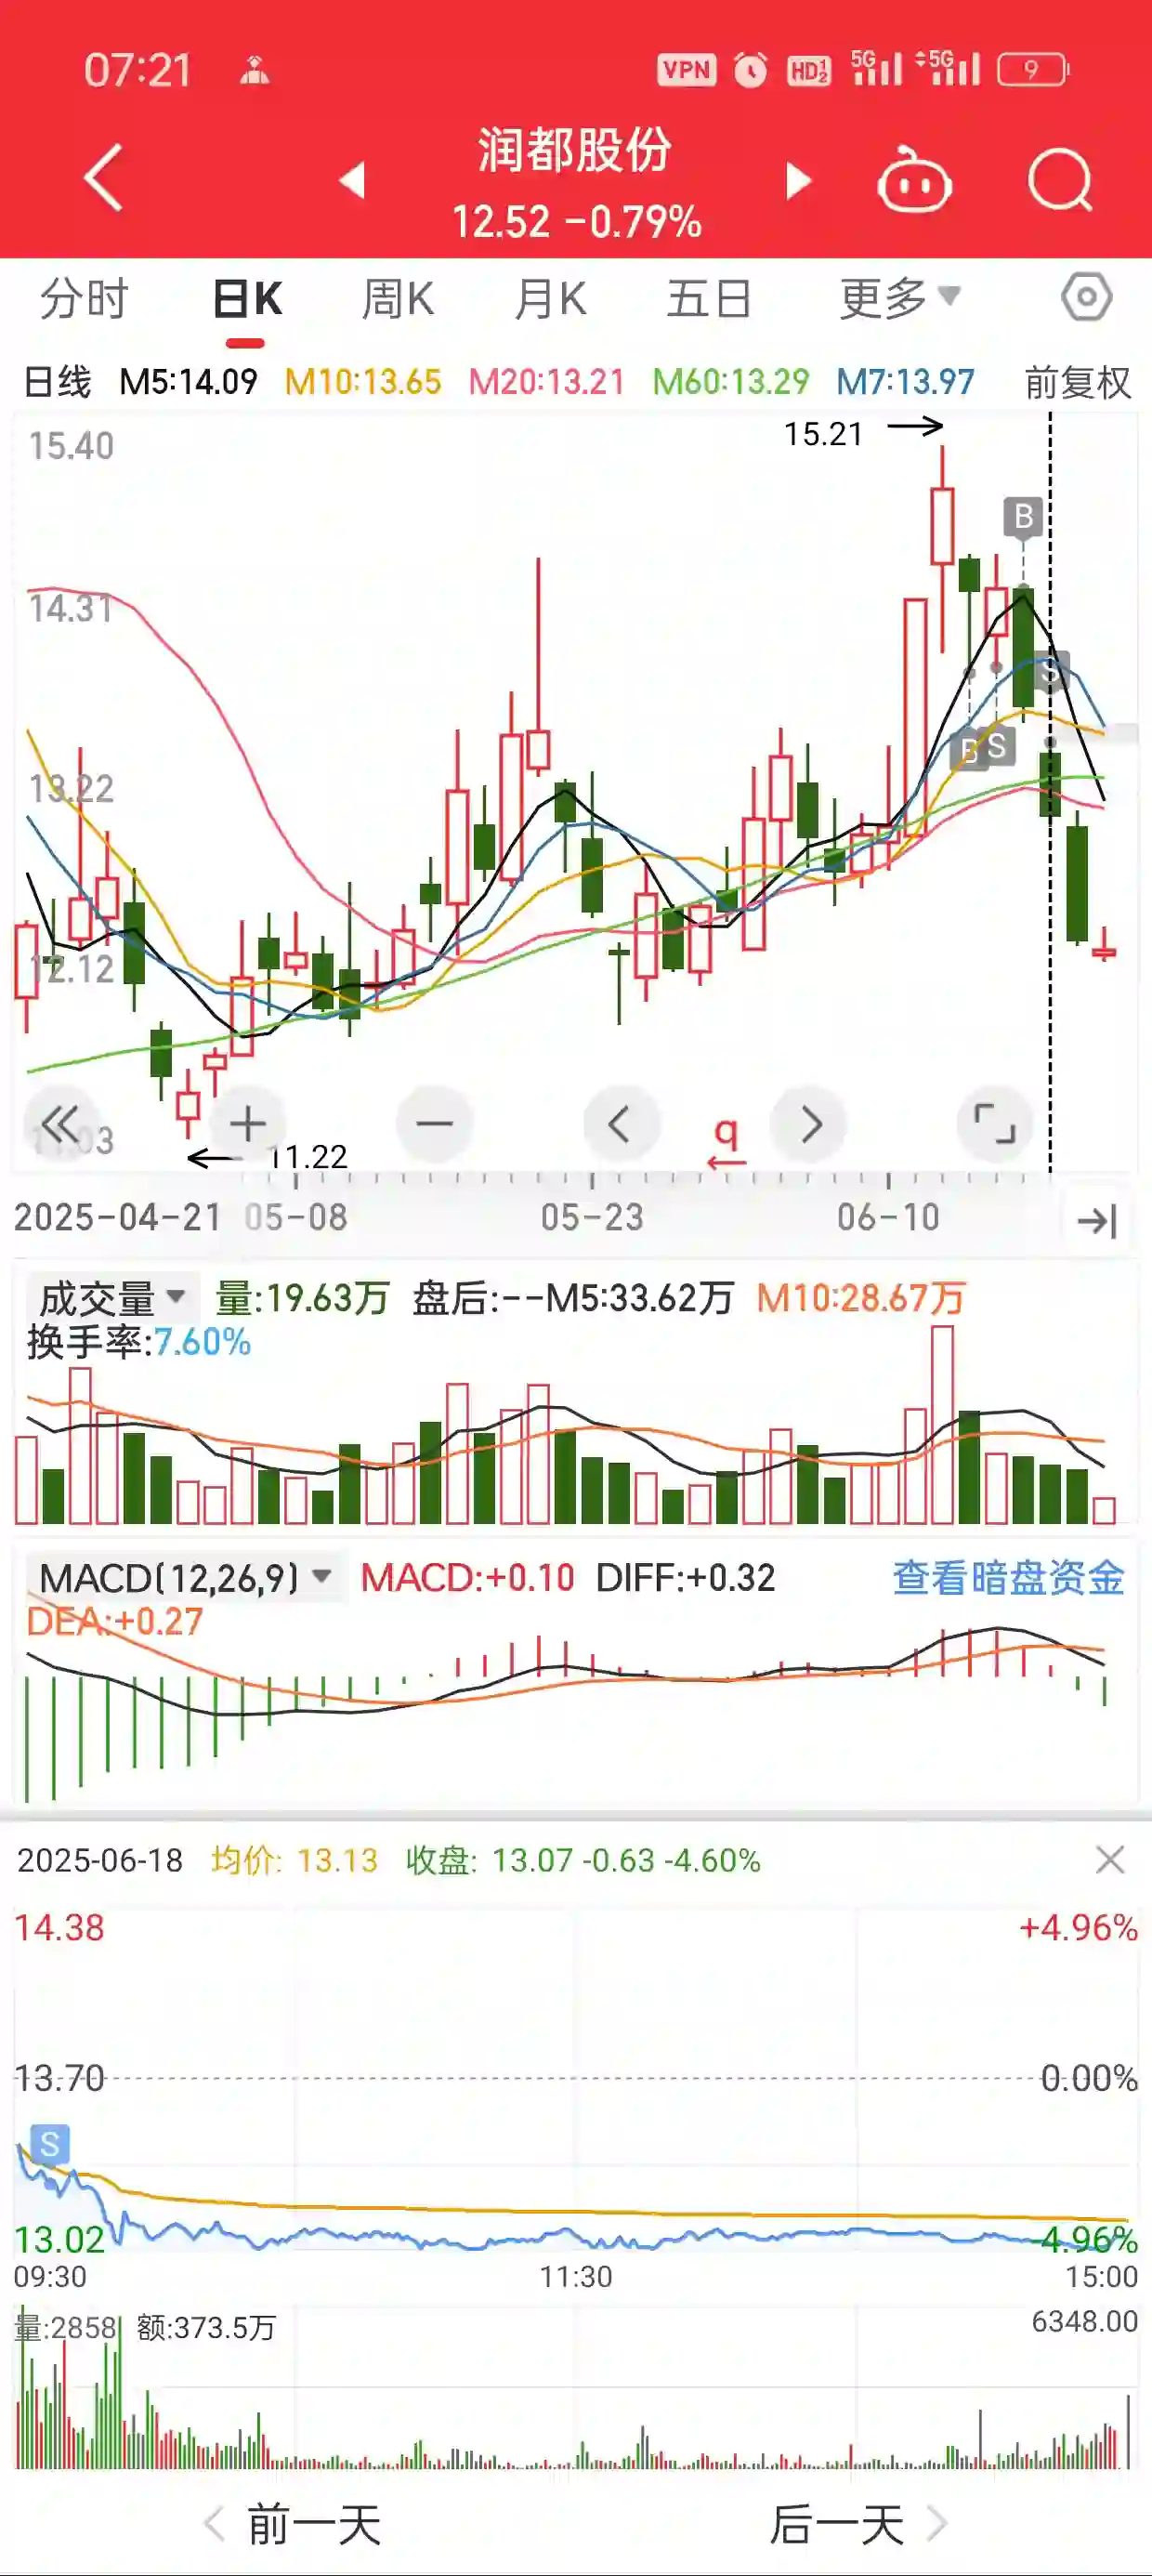 07:21 VPN HD 1 2 5G 5G 9
润都股份
12.52 -0.79%
分时 日K 周K 月K 五日 更多
日线 M5:14.09 M10:13.65 M20:13.21 M60:13.29 M7:13.97 前复权
15.40
15.21
B
14.31
S
B S
13.22
12.12
q
11.22
2025-04-21 05-08 05-23 06-10
成交量 量:19.63万 盘后:--M5:33.62万 M10:28.67万
换手率:7.60%
MACD(12,26,9) MACD:+0.10 DIFF:+0.32 查看暗盘资金
DEA:+0.27
2025-06-18 均价: 13.13 收盘: 13.07 -0.63 -4.60%
14.38 +4.96%
13.70 0.00%
S
13.02 -4.96%
09:30 11:30 15:00
量:2858 额:373.5万 6348.00
前一天 后一天